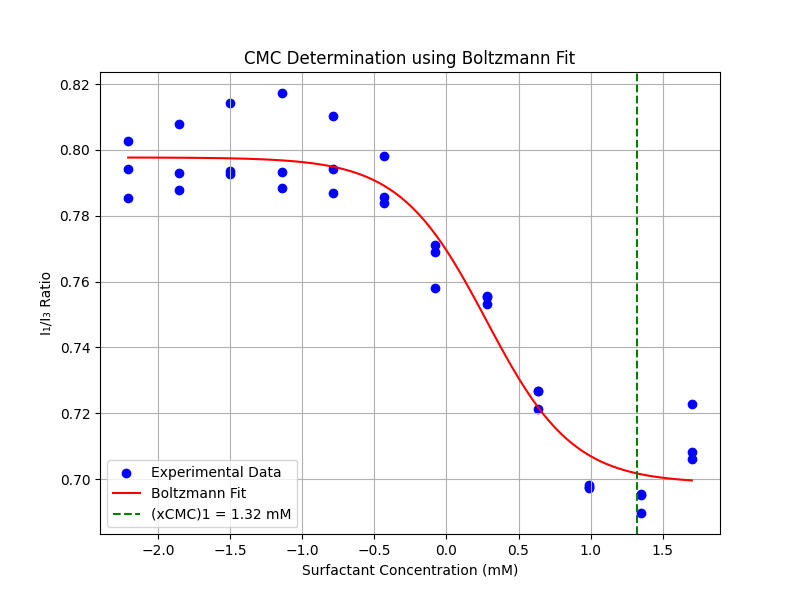 CMC Determination using Boltzmann Fit
I₁/I₃ Ratio
0.82
0.80
0.78
0.76
0.74
0.72
0.70
Experimental Data
Boltzmann Fit
(xCMC)1 = 1.32 mM
−2.0 −1.5 −1.0 −0.5 0.0 0.5 1.0 1.5
Surfactant Concentration (mM)